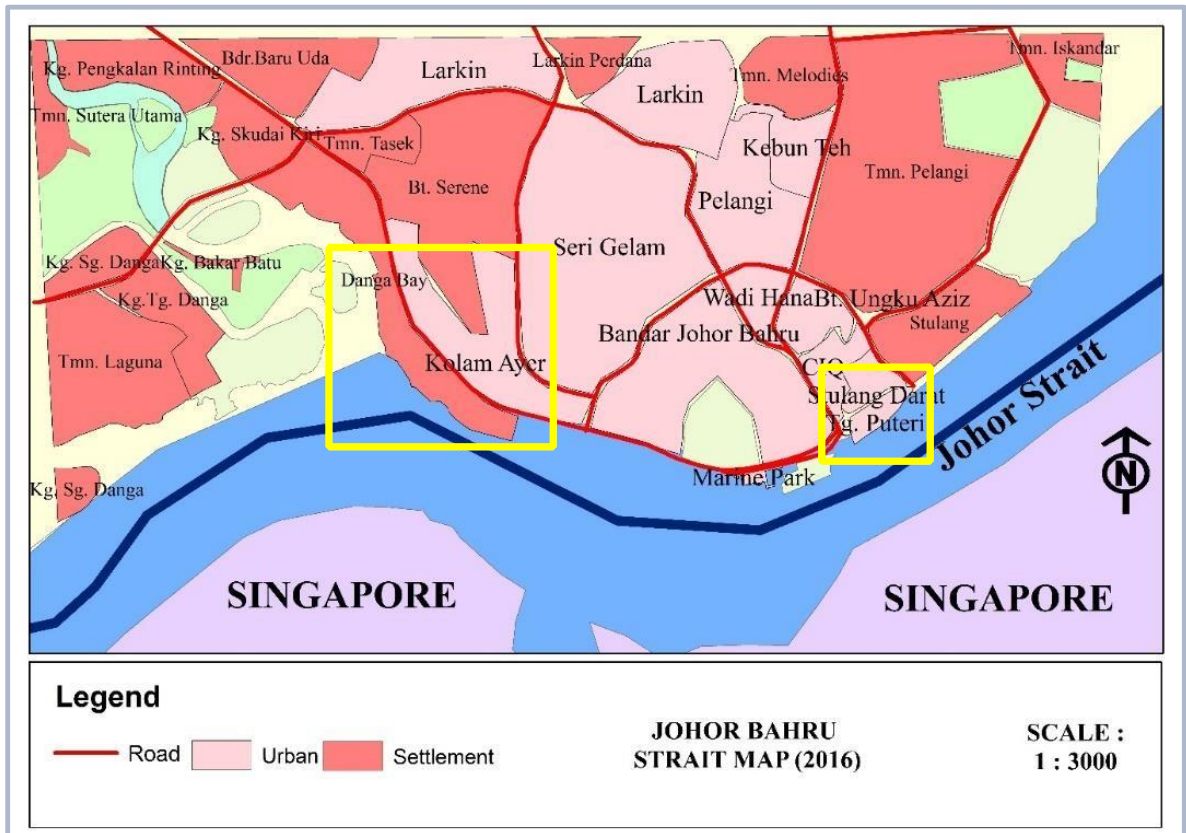 Bdr.Baru Uda
Larkin
Larkin Perdana
Tmn. Iskandar
Kg. Pengkalan Rinting
Tmn. Melodies
Larkin
Tmn. Sutera Utama
Kg. Skudai Kiri
Tmn. Tasek
Kebun Teh
Bt. Serene
Tmn. Pelangi
Pelangi
Seri Gelam
Kg. Sg. Danga
Kg. Bakar Batu
Danga Bay
Kg.Tg. Danga
Wadi Hana
Bt. Ungku Aziz
Stulang
Bandar Johor Bahru
Tmn. Laguna
Kolam Ayer
CIQ
Stulang Darat
Tg. Puteri
Johor Strait
Marine Park
N
Kg. Sg. Danga
SINGAPORE
SINGAPORE
Legend
Road
Urban
Settlement
JOHOR BAHRU
STRAIT MAP (2016)
SCALE :
1 : 3000